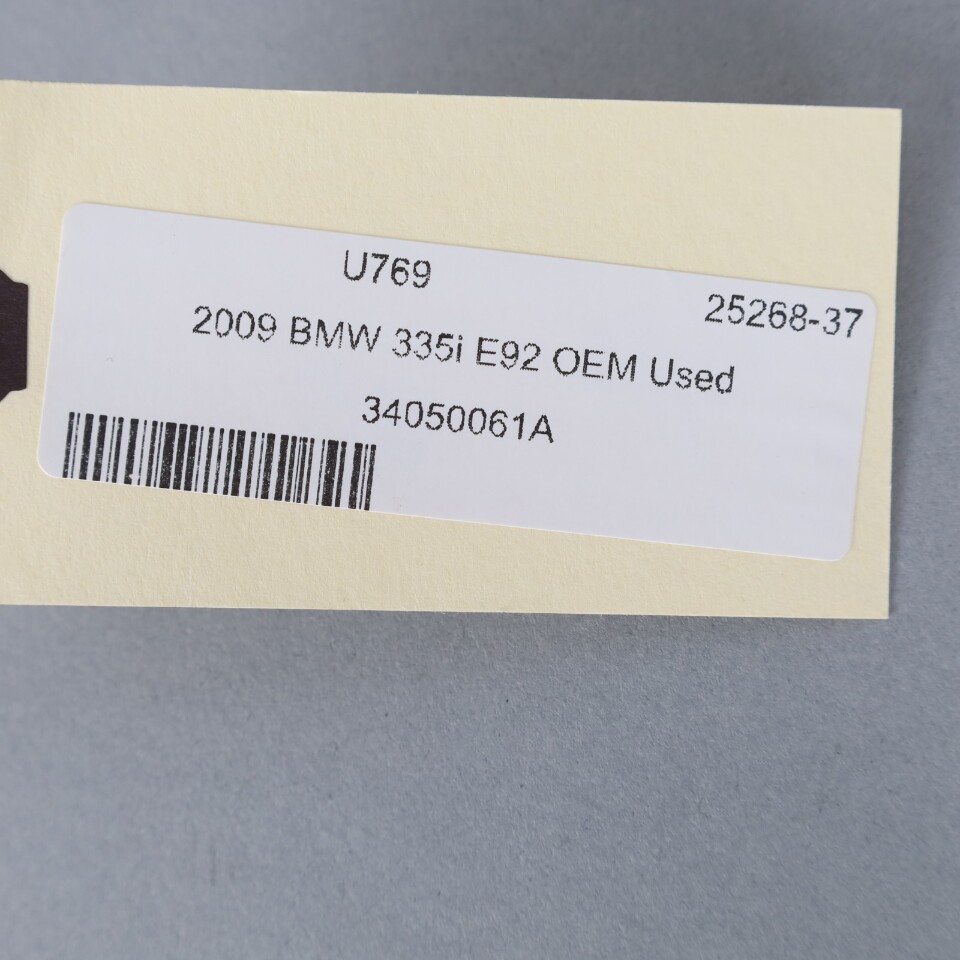 U769
25268-37
2009 BMW 335i E92 OEM Used
34050061A